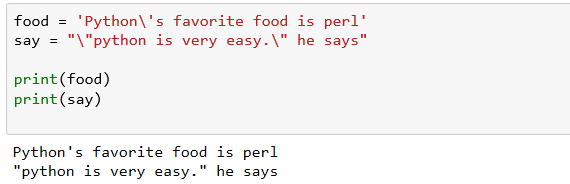 food = 'Python\'s favorite food is perl'
say = "\"python is very easy.\" he says"
print(food)
print(say)
Python's favorite food is perl
"python is very easy." he says